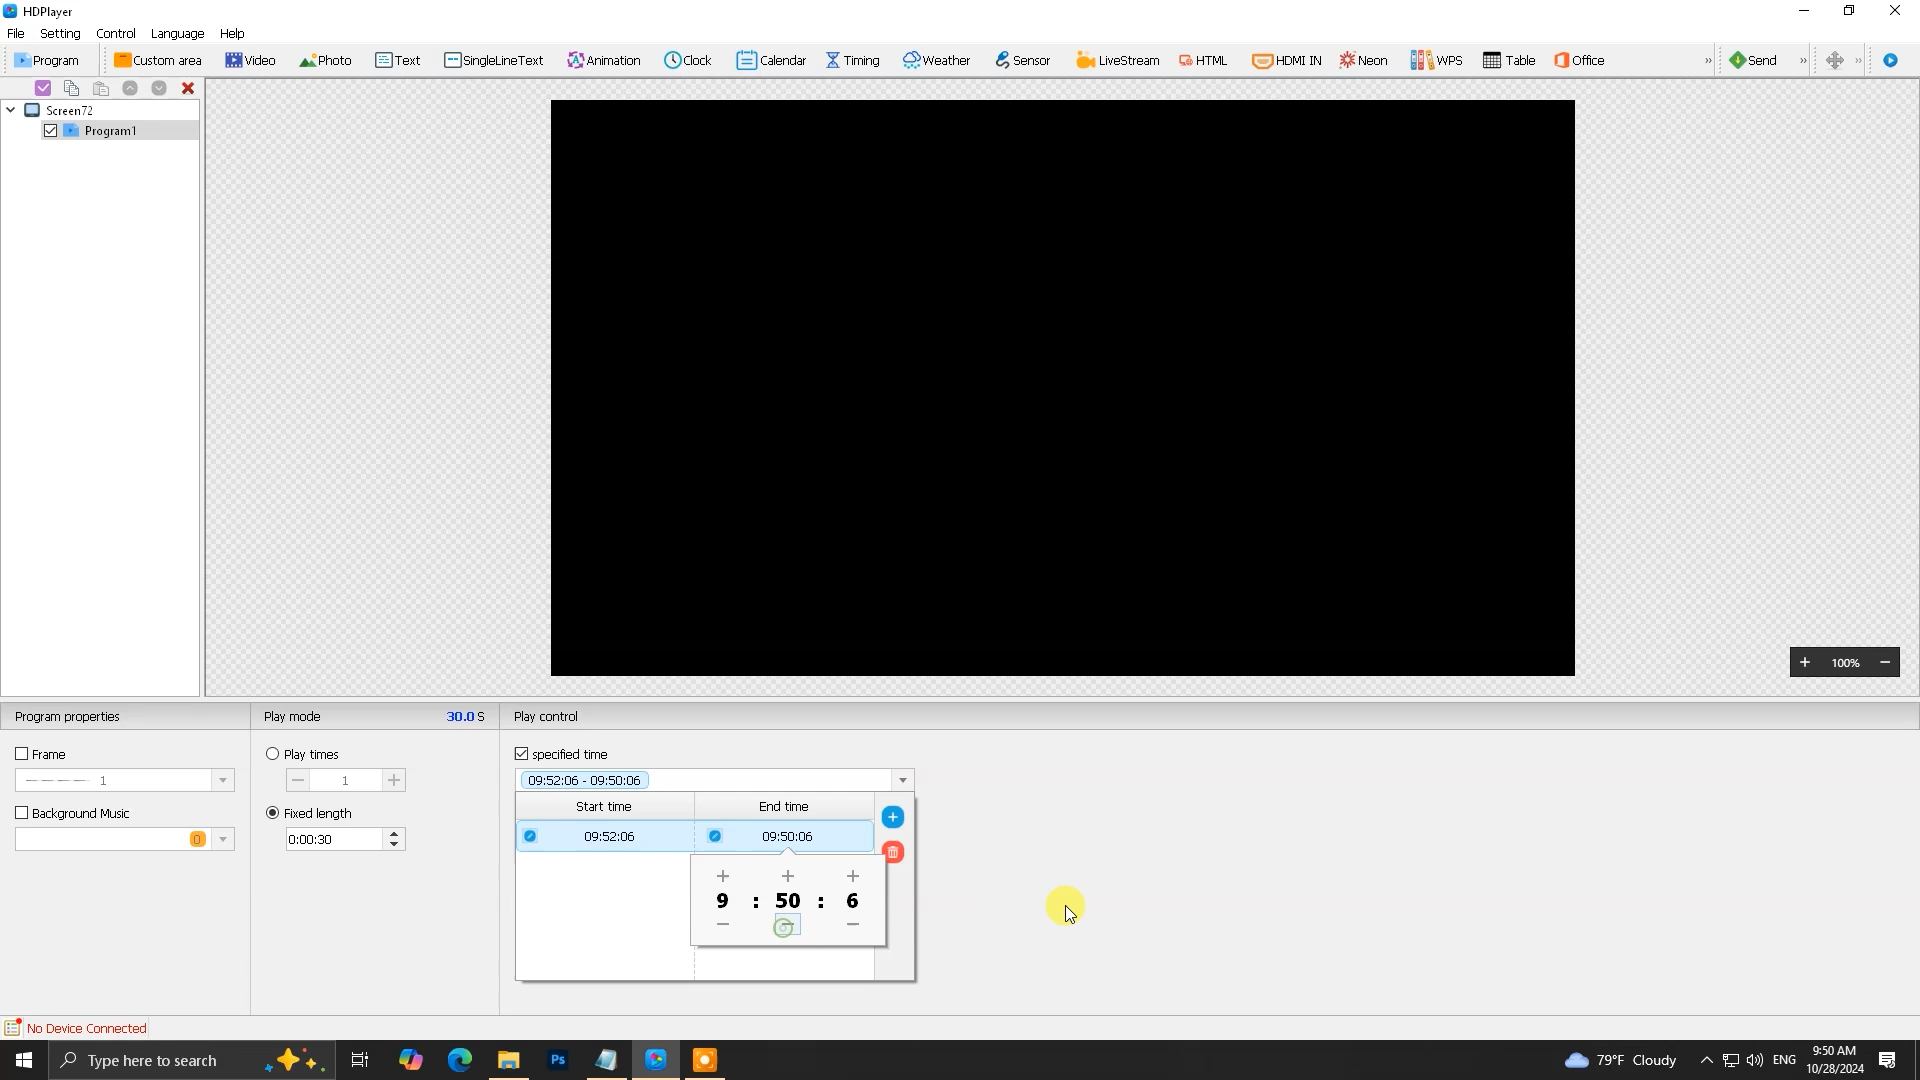 HDPlayer
File Setting Control Language Help
Program Custom area Video Photo Text SingleLineText Animation Clock Calendar Timing Weather Sensor LiveStream HTML HDMI IN Neon WPS Table Office » Send » »
Screen72
Program1
+ 100% −
Program properties Play mode 30.0 S Play control
Frame Play times specified time
1 − 1 + 09:52:06 - 09:50:06
Start time End time
Background Music Fixed length
0 0:00:30 09:52:06 09:50:06
+ + +
9 : 50 : 6
− − −
No Device Connected
Type here to search Ps 79°F Cloudy ENG 9:50 AM
10/28/2024